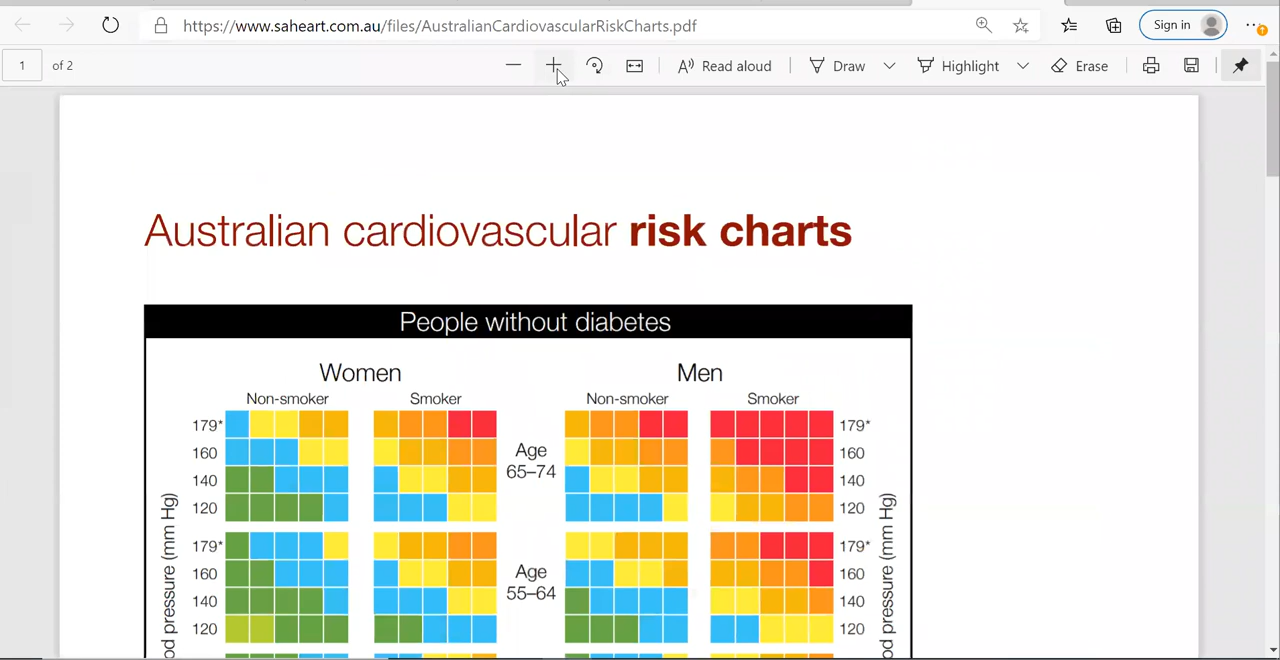 https://www.saheart.com.au/files/AustralianCardiovascularRiskCharts.pdf
Sign in
1 of 2
Read aloud
Draw
Highlight
Erase
Australian cardiovascular risk charts
People without diabetes
Women Men
Non-smoker Smoker Non-smoker Smoker
179* 179*
160 Age 160
140 65–74 140
120 120
179* 179*
160 Age 160
140 55–64 140
120 120
pressure (mm Hg) pressure (mm Hg)